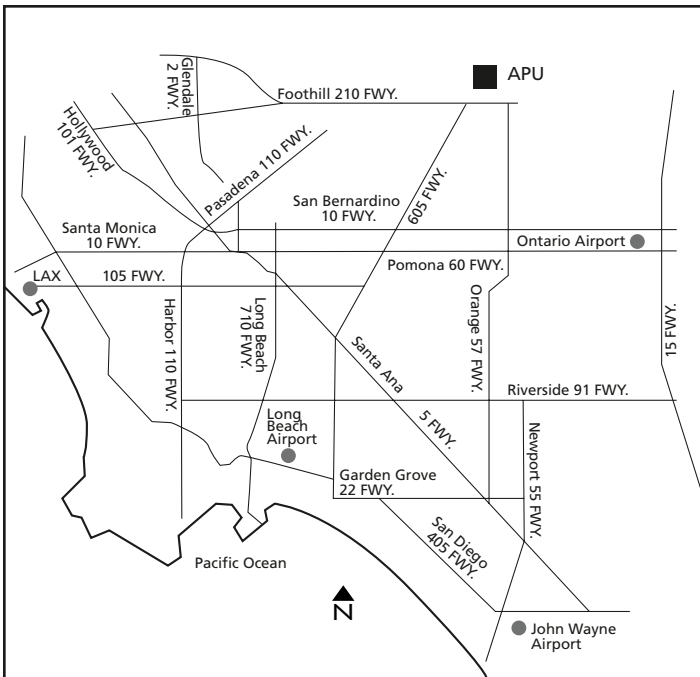 APU
Glendale
2 FWY.
Foothill 210 FWY.
Hollywood
101 FWY.
Pasadena 110 FWY.
San Bernardino
10 FWY.
605 FWY.
Santa Monica
10 FWY.
Ontario Airport
Pomona 60 FWY.
LAX
105 FWY.
Harbor 110 FWY.
Long Beach
710 FWY.
Orange 57 FWY.
15 FWY.
Santa Ana
5 FWY.
Riverside 91 FWY.
Long
Beach
Airport
Newport 55 FWY.
Garden Grove
22 FWY.
San Diego
405 FWY.
Pacific Ocean
N
John Wayne
Airport